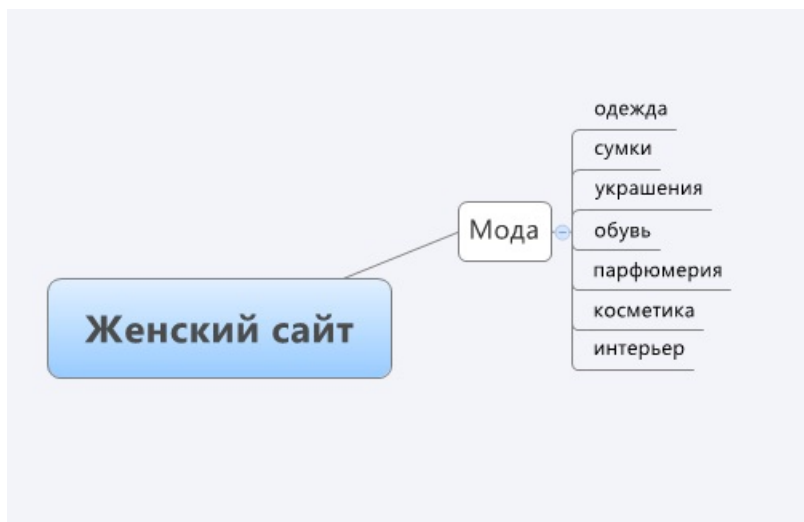 Женский сайт
Мода
одежда
сумки
украшения
обувь
парфюмерия
косметика
интерьер